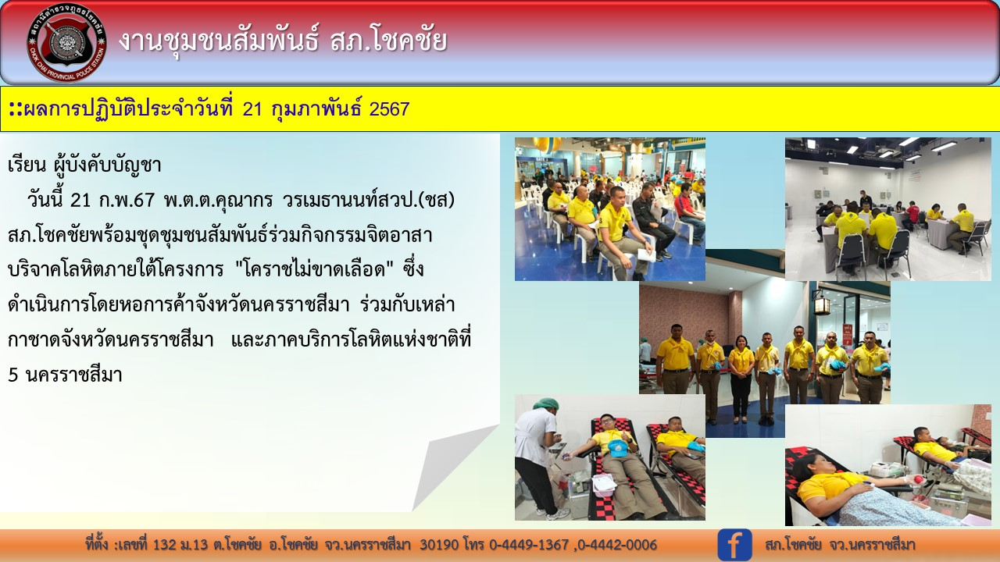 สถานีตำรวจภูธรโชคชัย
CHOK CHAI PROVINCIAL POLICE STATION
งานชุมชนสัมพันธ์ สภ.โชคชัย
::ผลการปฏิบัติประจำวันที่ 21 กุมภาพันธ์ 2567
เรียน ผู้บังคับบัญชา
วันนี้ 21 ก.พ.67 พ.ต.ต.คุณากร วรเมธานนท์สวป.(ชส)
สภ.โชคชัยพร้อมชุดชุมชนสัมพันธ์ร่วมกิจกรรมจิตอาสา
บริจาคโลหิตภายใต้โครงการ "โคราชไม่ขาดเลือด" ซึ่ง
ดำเนินการโดยหอการค้าจังหวัดนครราชสีมา ร่วมกับเหล่า
กาชาดจังหวัดนครราชสีมา และภาคบริการโลหิตแห่งชาติที่
5 นครราชสีมา
ที่ตั้ง :เลขที่ 132 ม.13 ต.โชคชัย อ.โชคชัย จว.นครราชสีมา 30190 โทร 0-4449-1367 ,0-4442-0006
f
สภ.โชคชัย จว.นครราชสีมา